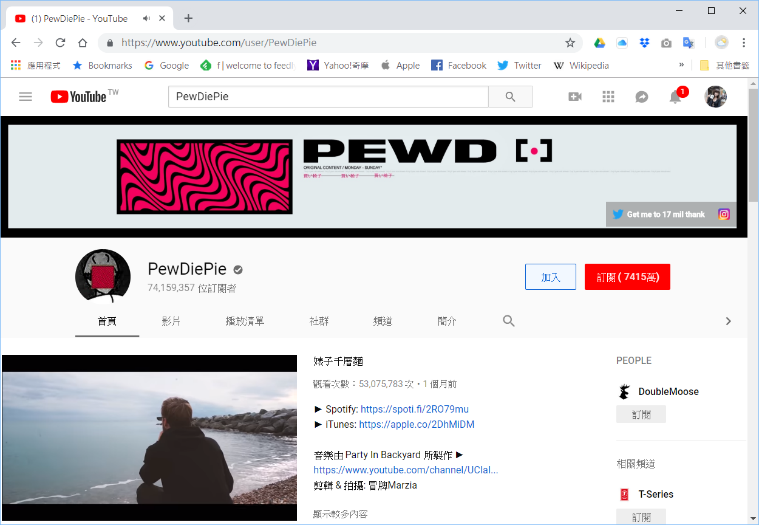 (1) PewDiePie - YouTube
https://www.youtube.com/user/PewDiePie
應用程式 Bookmarks Google f | welcome to feedl Yahoo!奇摩 Apple Facebook Twitter Wikipedia » 其他書籤
YouTube TW PewDiePie 1
PEWD [•]
ORIGINAL CONTENT / MONDAY - SUNDAY*
Get me to 17 mil thank
PewDiePie
74,159,357 位訂閱者
加入 訂閱 ( 7415萬)
首頁 影片 播放清單 社群 頻道 簡介
婊子千層麵
觀看次數：53,075,783 次・1 個月前
► Spotify: https://spoti.fi/2RO79mu
► iTunes: https://apple.co/2DhMiDM
音樂由 Party In Backyard 所製作 ►
https://www.youtube.com/channel/UClaI...
剪輯 & 拍攝: 冒牌Marzia
顯示較多內容
PEOPLE
DoubleMoose
訂閱
相關頻道
T-Series
訂閱